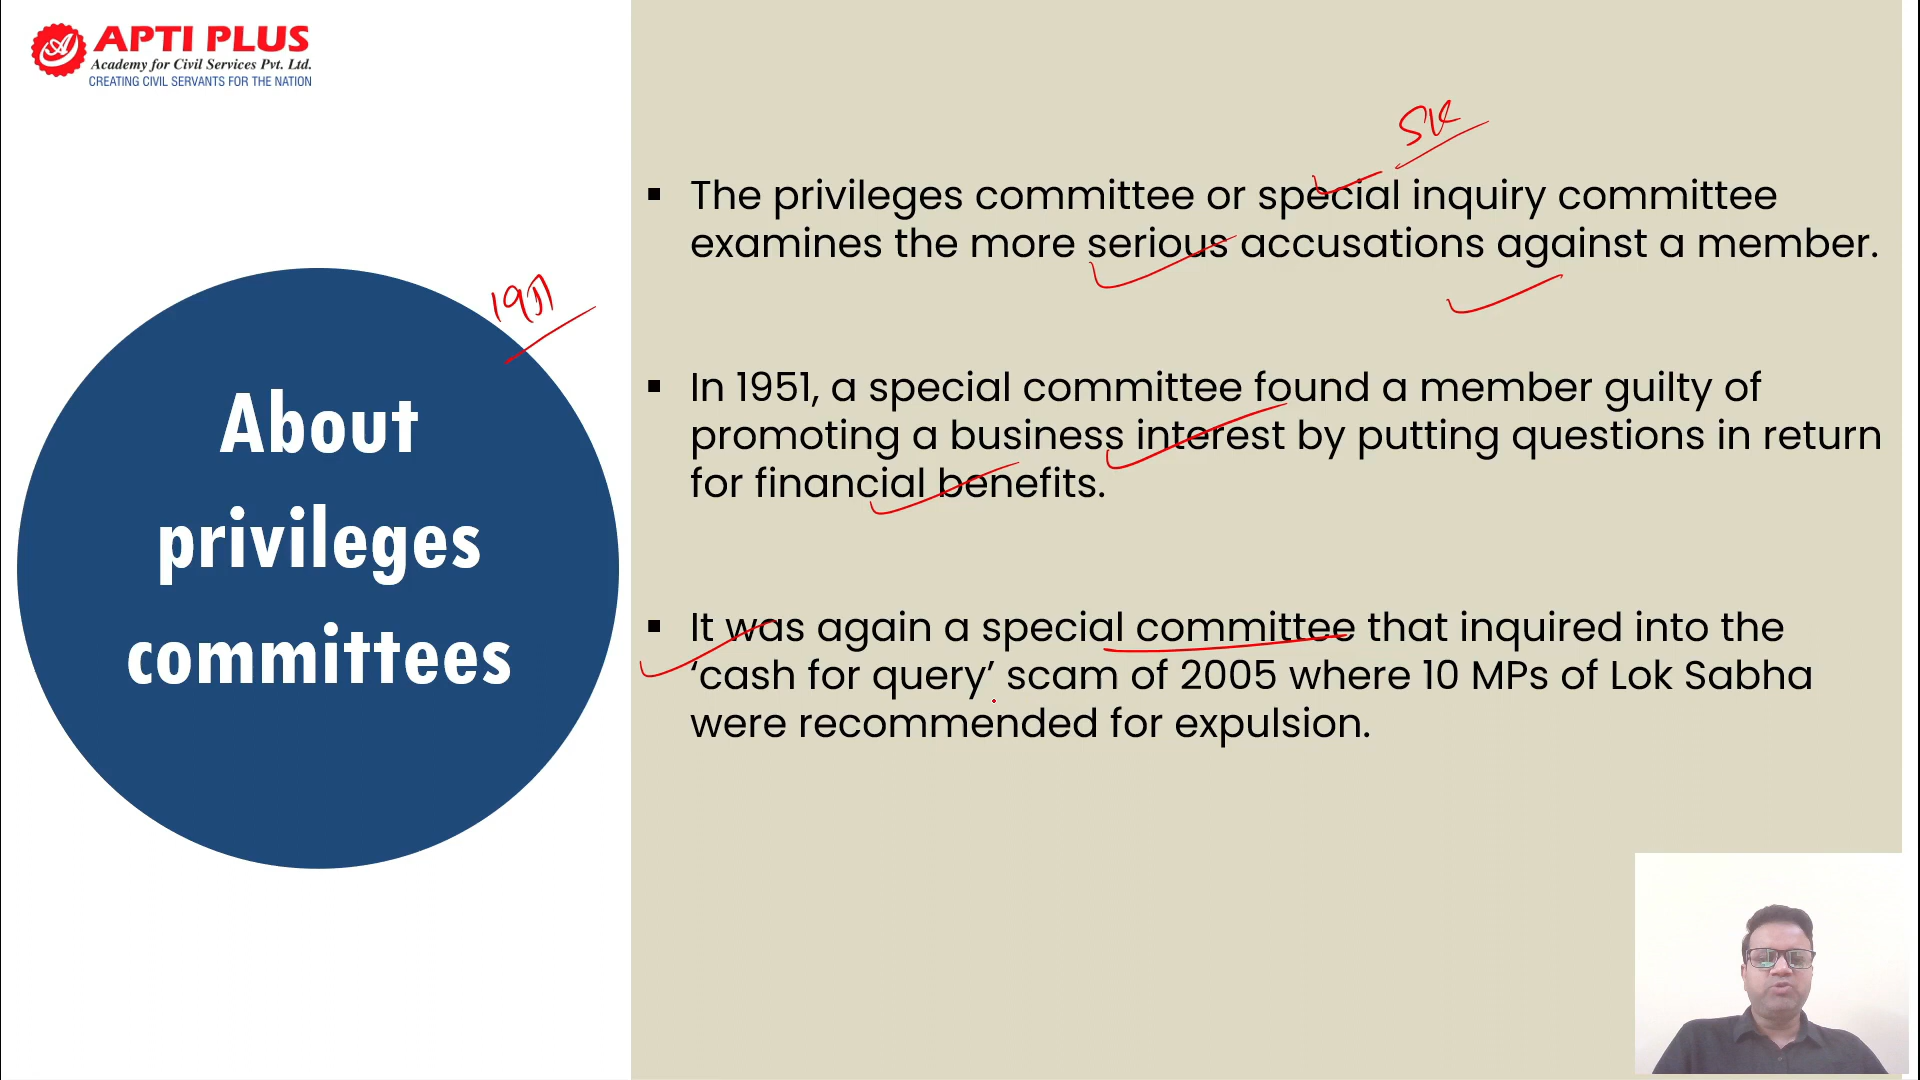 APTI PLUS
Academy for Civil Services Pvt. Ltd.
CREATING CIVIL SERVANTS FOR THE NATION
About
privileges
committees
1951
▪ The privileges committee or special inquiry committee
examines the more serious accusations against a member.
▪ In 1951, a special committee found a member guilty of
promoting a business interest by putting questions in return
for financial benefits.
▪ It was again a special committee that inquired into the
‘cash for query’ scam of 2005 where 10 MPs of Lok Sabha
were recommended for expulsion.